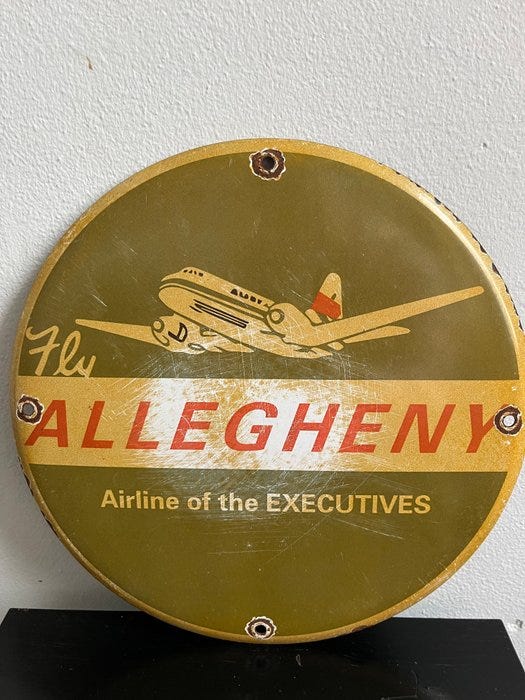 Fly
ALLEGHENY
Airline of the EXECUTIVES